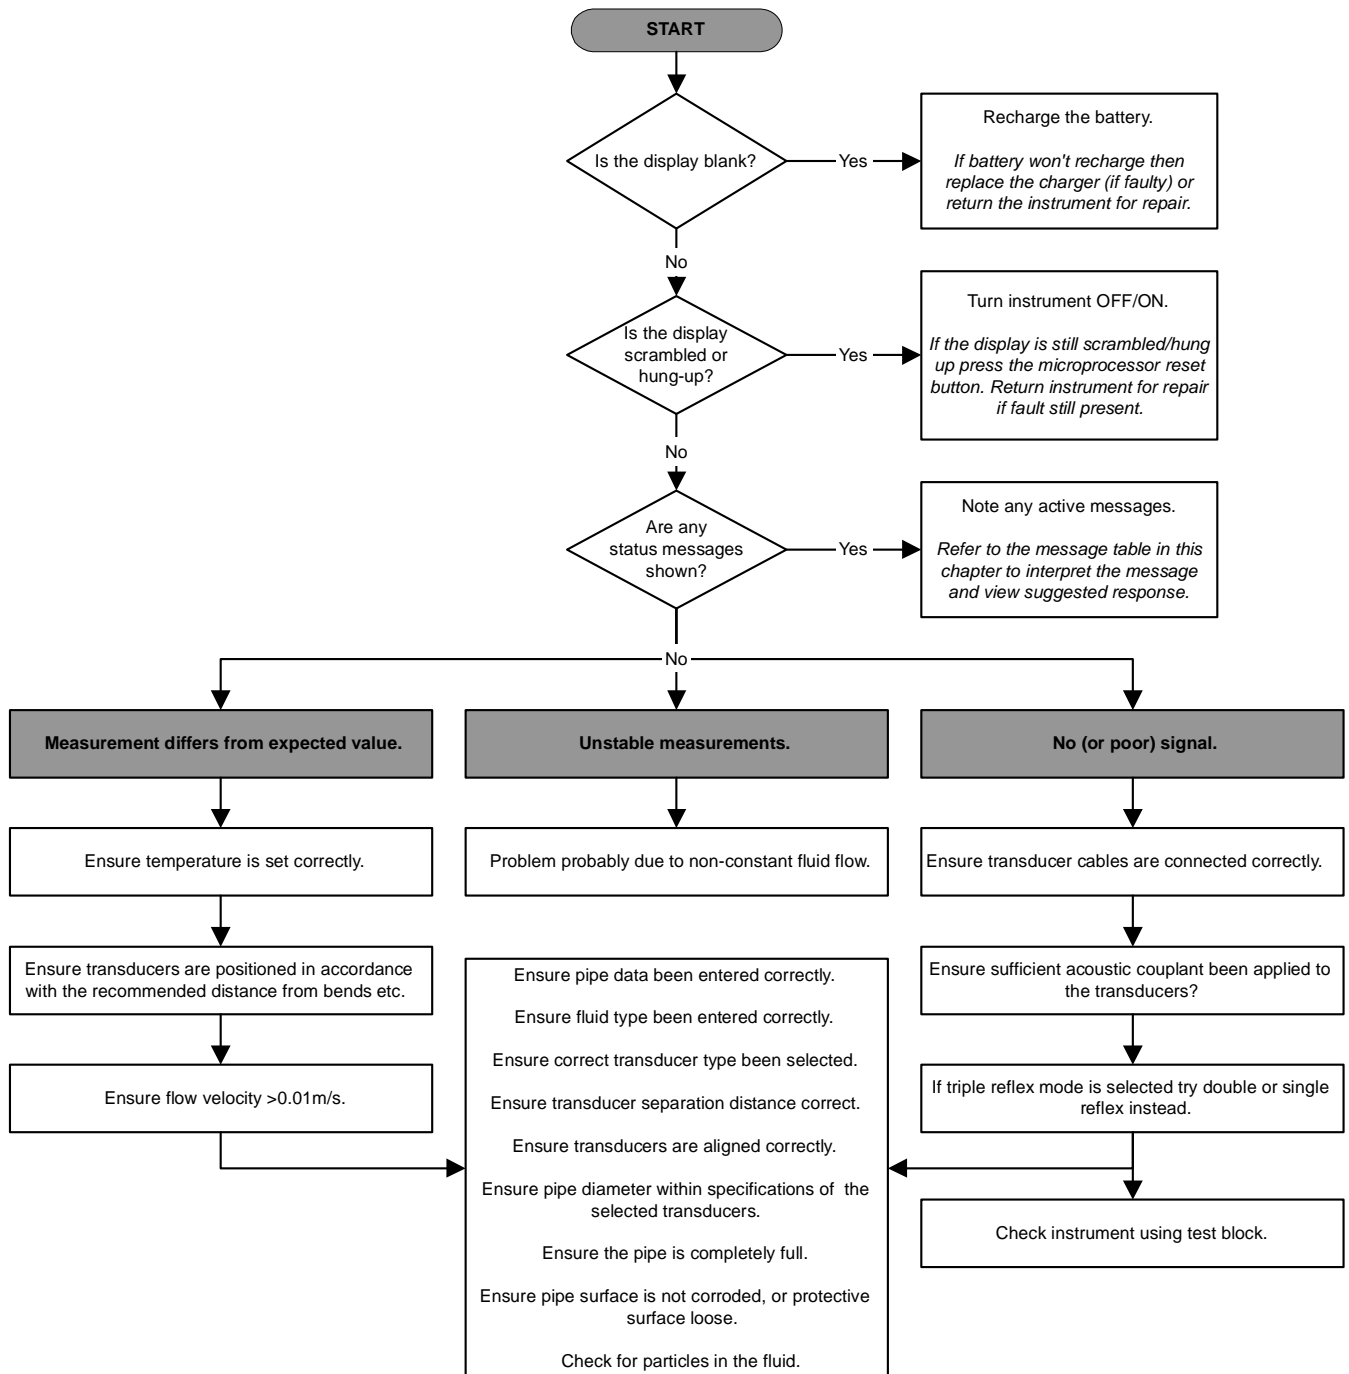 START
Is the display blank?
Yes
Recharge the battery.
If battery won't recharge then
replace the charger (if faulty) or
return the instrument for repair.
No
Is the display
scrambled or
hung-up?
Yes
Turn instrument OFF/ON.
If the display is still scrambled/hung
up press the microprocessor reset
button. Return instrument for repair
if fault still present.
No
Are any
status messages
shown?
Yes
Note any active messages.
Refer to the message table in this
chapter to interpret the message
and view suggested response.
No
Measurement differs from expected value.
Ensure temperature is set correctly.
Ensure transducers are positioned in accordance
with the recommended distance from bends etc.
Ensure flow velocity >0.01m/s.
Unstable measurements.
Problem probably due to non-constant fluid flow.
Ensure pipe data been entered correctly.
Ensure fluid type been entered correctly.
Ensure correct transducer type been selected.
Ensure transducer separation distance correct.
Ensure transducers are aligned correctly.
Ensure pipe diameter within specifications of the
selected transducers.
Ensure the pipe is completely full.
Ensure pipe surface is not corroded, or protective
surface loose.
Check for particles in the fluid.
No (or poor) signal.
Ensure transducer cables are connected correctly.
Ensure sufficient acoustic couplant been applied to
the transducers?
If triple reflex mode is selected try double or single
reflex instead.
Check instrument using test block.